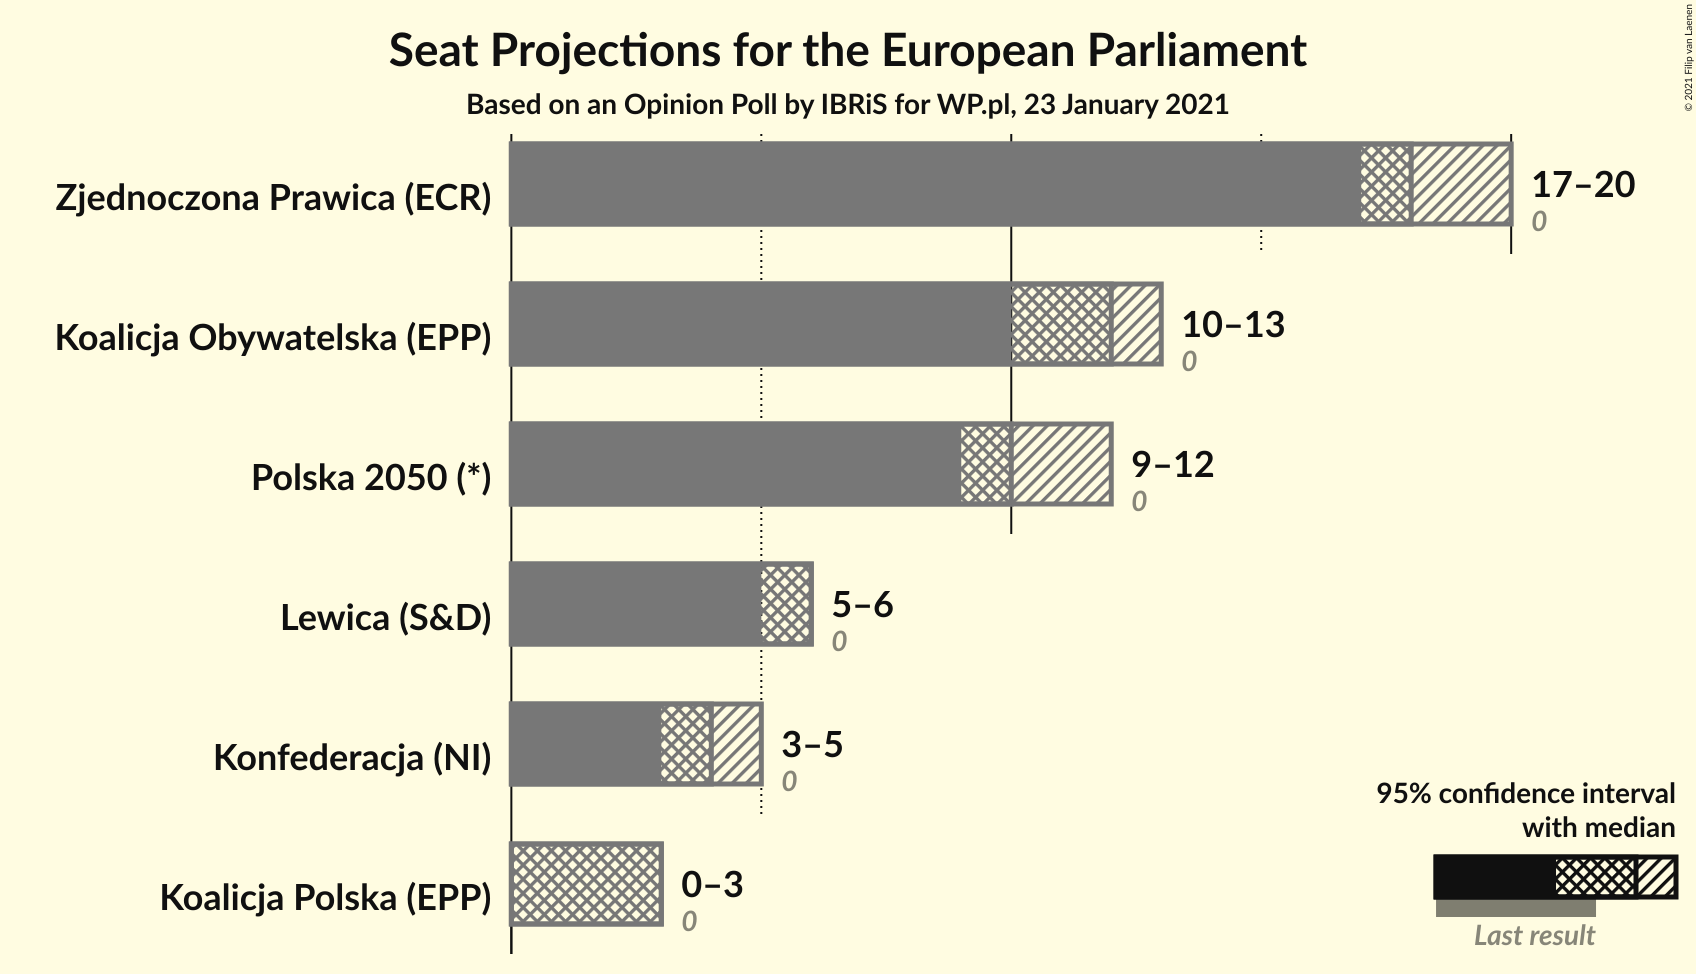 Seat Projections for the European Parliament
Based on an Opinion Poll by IBRiS for WP.pl, 23 January 2021
© 2021 Filip van Laenen
Zjednoczona Prawica (ECR)
17–20
0
Koalicja Obywatelska (EPP)
10–13
0
Polska 2050 (*)
9–12
0
Lewica (S&D)
5–6
0
Konfederacja (NI)
3–5
0
Koalicja Polska (EPP)
0–3
0
95% confidence interval
with median
Last result